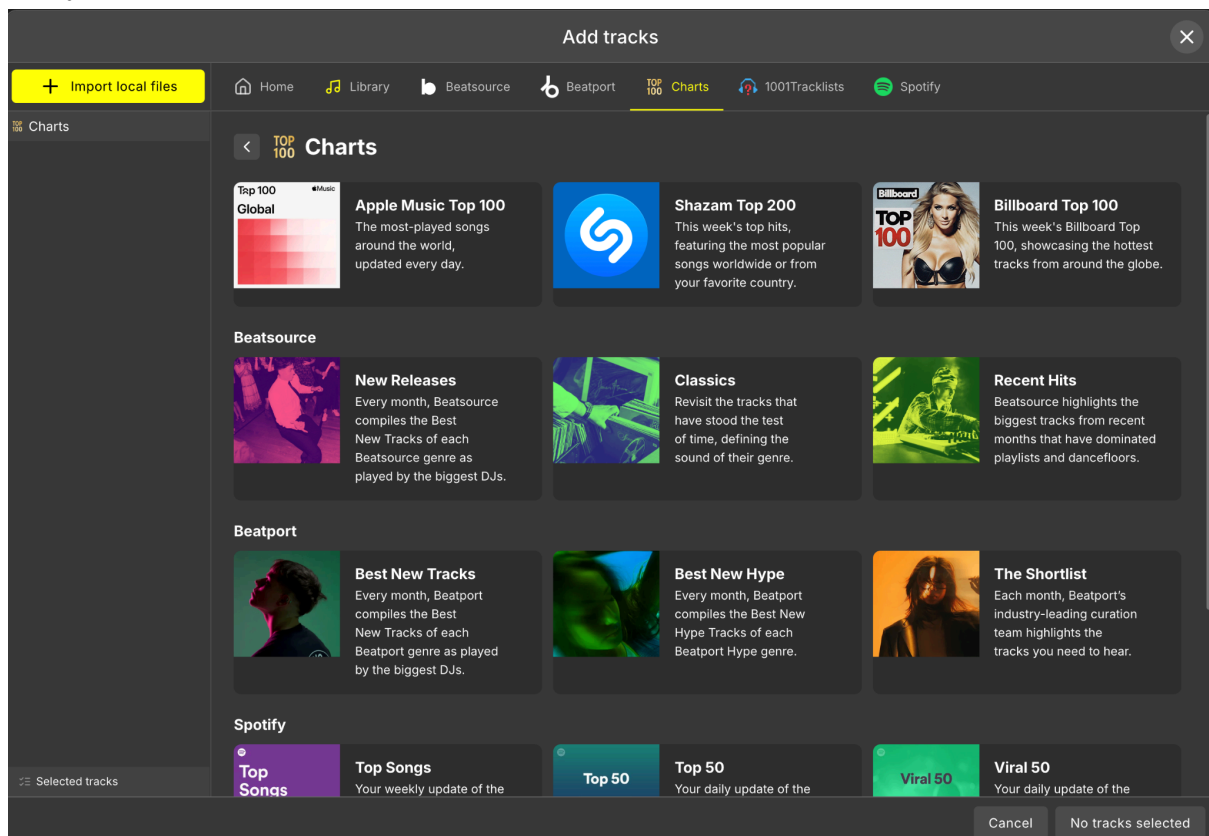 Add tracks
Import local files
Home
Library
Beatsource
Beatport
TOP
100
Charts
1001Tracklists
Spotify
TOP
100
Charts
TOP
100
Charts
Top 100
Music
Global
Apple Music Top 100
The most-played songs
around the world,
updated every day.
Shazam Top 200
This week's top hits,
featuring the most popular
songs worldwide or from
your favorite country.
Billboard
TOP
100
Billboard Top 100
This week's Billboard Top
100, showcasing the hottest
tracks from around the globe.
Beatsource
New Releases
Every month, Beatsource
compiles the Best
New Tracks of each
Beatsource genre as
played by the biggest DJs.
Classics
Revisit the tracks that
have stood the test
of time, defining the
sound of their genre.
Recent Hits
Beatsource highlights the
biggest tracks from recent
months that have dominated
playlists and dancefloors.
Beatport
Best New Tracks
Every month, Beatport
compiles the Best
New Tracks of each
Beatport genre as played
by the biggest DJs.
Best New Hype
Every month, Beatport
compiles the Best New
Hype Tracks of each
Beatport Hype genre.
The Shortlist
Each month, Beatport's
industry-leading curation
team highlights the
tracks you need to hear.
Spotify
Top
Songs
Top Songs
Your weekly update of the
Top 50
Top 50
Your daily update of the
Viral 50
Viral 50
Your daily update of the
Selected tracks
Cancel
No tracks selected